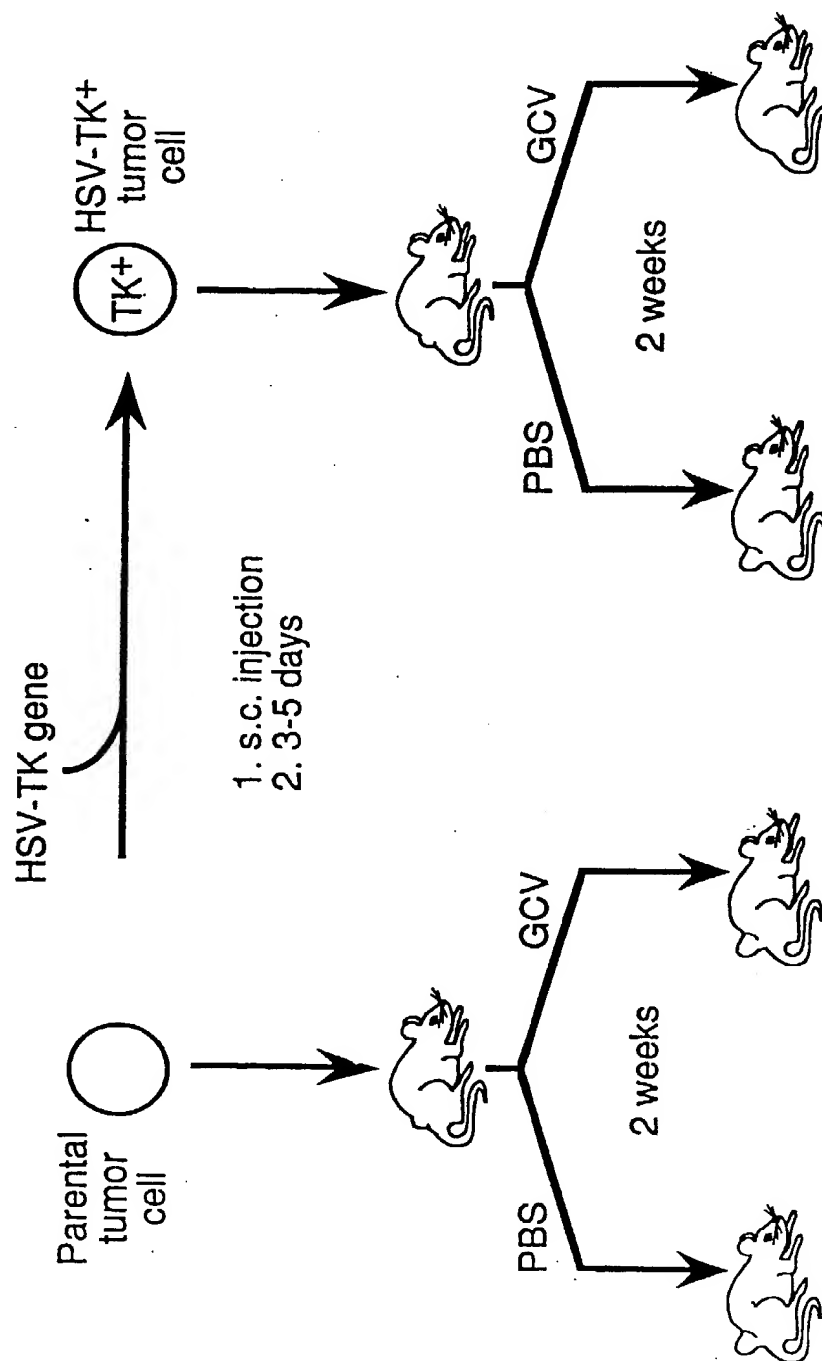 HSV-TK gene
Parental
tumor
cell
TK+
HSV-TK+
tumor
cell
1. s.c. injection
2. 3-5 days
PBS
GCV
2 weeks
PBS
GCV
2 weeks